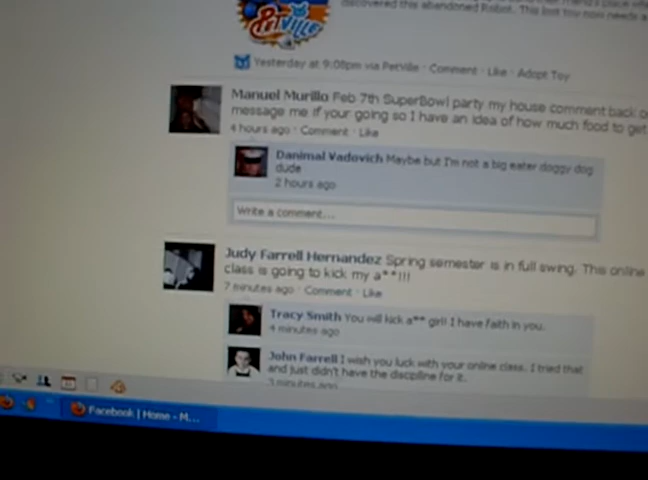 discovered this abandoned Robot. This lost toy now needs a
PETVILLE
Yesterday at 9:08pm via PetVille · Comment · Like · Adopt Toy
Manuel Murillo Feb 7th SuperBowl party my house comment back o
message me if your going so I have an idea of how much food to get
4 hours ago · Comment · Like
Danimal Vadovich Maybe but I'm not a big eater doggy dog
dude
2 hours ago
Write a comment...
Judy Farrell Hernandez Spring semester is in full swing. This online
class is going to kick my a**!!!
7 minutes ago · Comment · Like
Tracy Smith You will kick a** girl! I have faith in you.
4 minutes ago
John Farrell I wish you luck with your online class. I tried that
and just didn't have the discipline for it.
3 minutes ago
Facebook | Home - M...